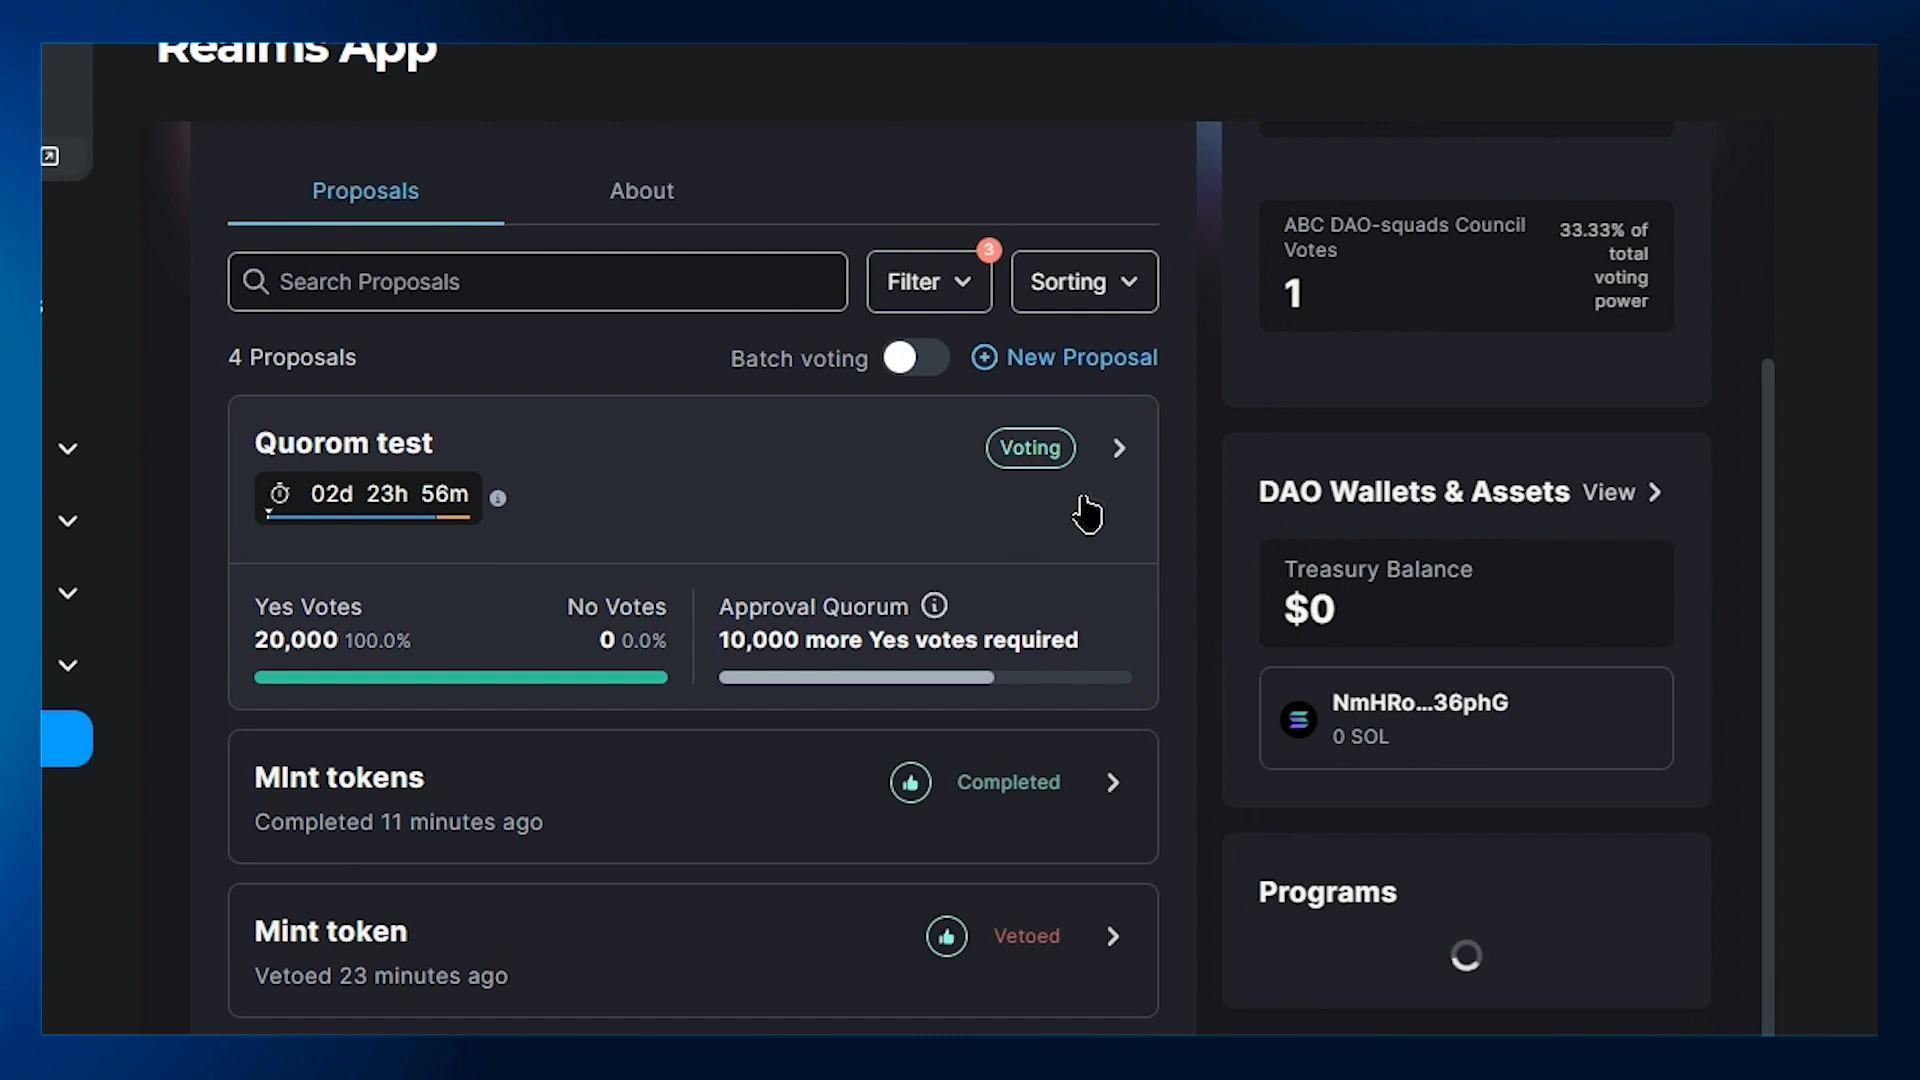 Realms App
Proposals
About
Search Proposals
Filter
3
Sorting
4 Proposals
Batch voting
New Proposal
Quorom test
Voting
02d 23h 56m
Yes Votes
No Votes
20,000 100.0%
0 0.0%
Approval Quorum
10,000 more Yes votes required
MInt tokens
Completed
Completed 11 minutes ago
Mint token
Vetoed
Vetoed 23 minutes ago
ABC DAO-squads Council
Votes
1
33.33% of
total
voting
power
DAO Wallets & Assets
View
Treasury Balance
$0
NmHRo...36phG
0 SOL
Programs